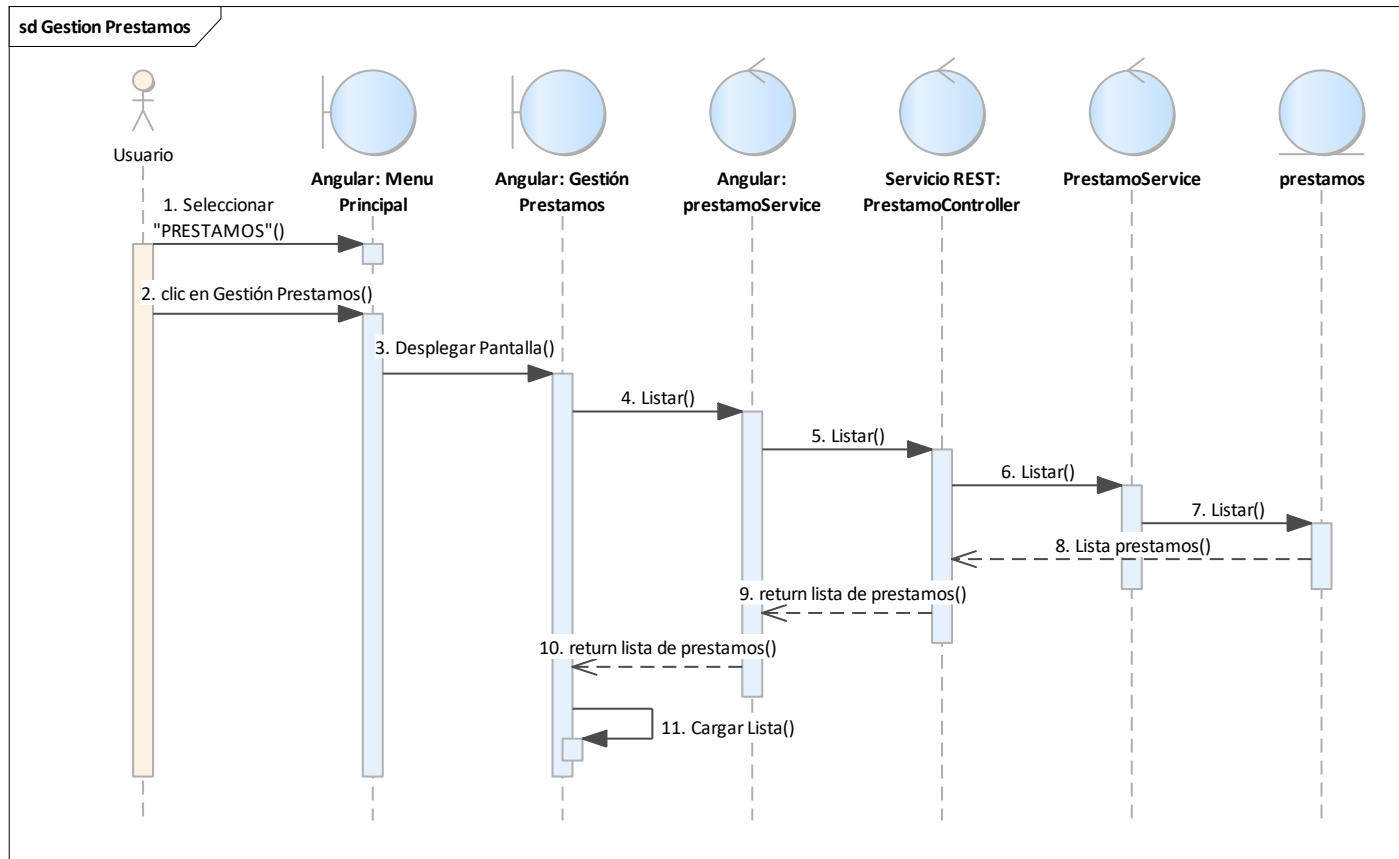 sd Gestion Prestamos
Usuario
Angular: Menu
Principal
Angular: Gestión
Prestamos
Angular:
prestamoService
Servicio REST:
PrestamoController
PrestamoService
prestamos
1. Seleccionar
"PRESTAMOS"()
2. clic en Gestión Prestamos()
3. Desplegar Pantalla()
4. Listar()
5. Listar()
6. Listar()
7. Listar()
8. Lista prestamos()
9. return lista de prestamos()
10. return lista de prestamos()
11. Cargar Lista()